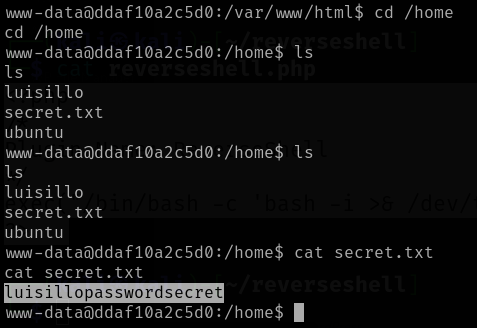 www-data@ddaf10a2c5d0:/var/www/html$ cd /home
cd /home
www-data@ddaf10a2c5d0:/home$ ls
ls
luisillo
secret.txt
ubuntu
www-data@ddaf10a2c5d0:/home$ ls
ls
luisillo
secret.txt
ubuntu
www-data@ddaf10a2c5d0:/home$ cat secret.txt
cat secret.txt
luisillopasswordsecret
www-data@ddaf10a2c5d0:/home$